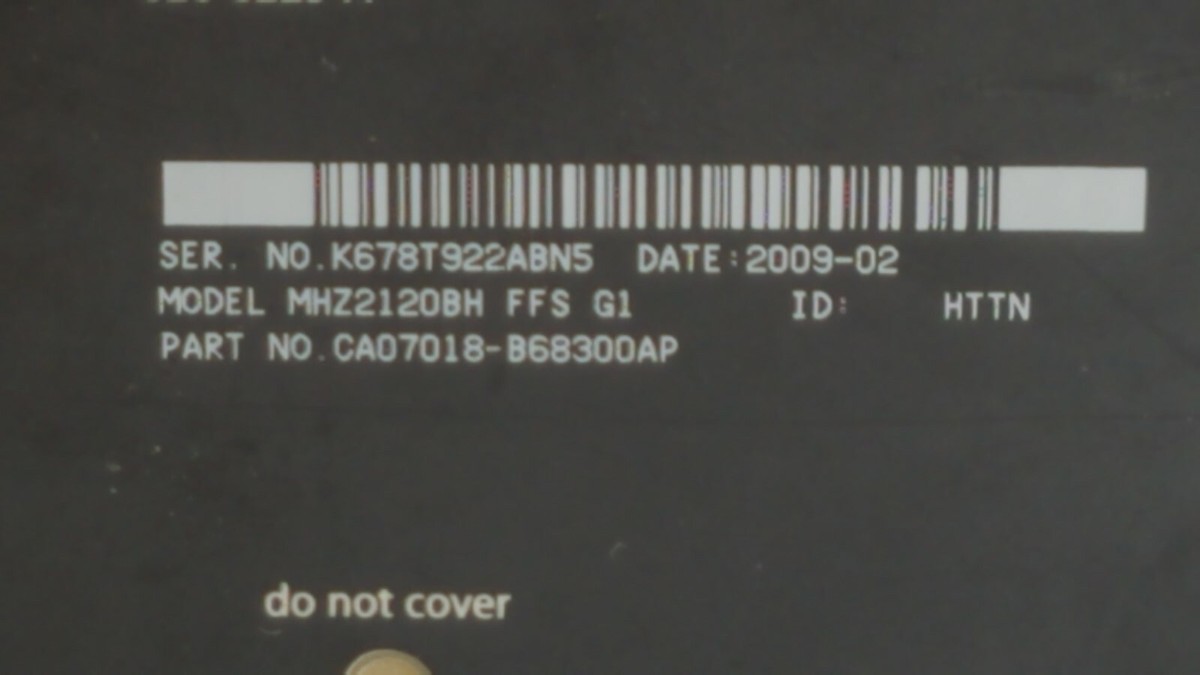 SER. NO.K678T922ABN5 DATE:2009-02
MODEL MHZ2120BH FFS G1 ID: HTTN
PART NO.CA07018-B68300AP
do not cover